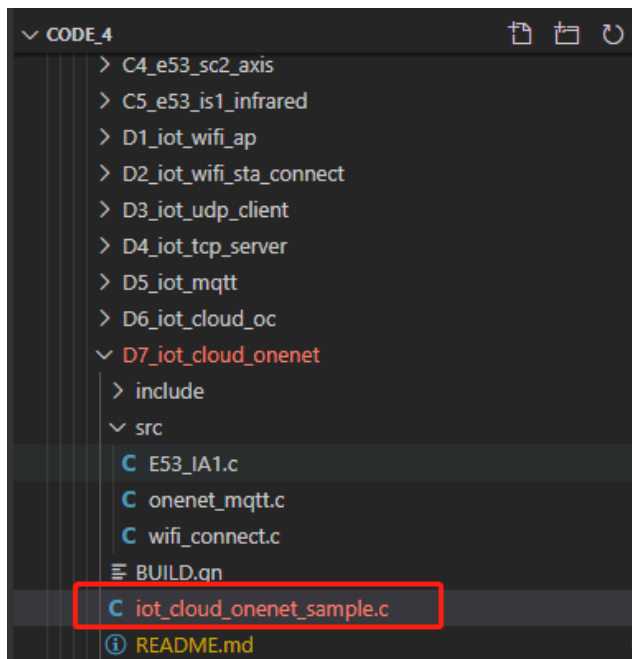 CODE_4
C4_e53_sc2_axis
C5_e53_is1_infrared
D1_iot_wifi_ap
D2_iot_wifi_sta_connect
D3_iot_udp_client
D4_iot_tcp_server
D5_iot_mqtt
D6_iot_cloud_oc
D7_iot_cloud_onenet
include
src
C E53_IA1.c
C onenet_mqtt.c
C wifi_connect.c
BUILD.gn
C iot_cloud_onenet_sample.c
README.md